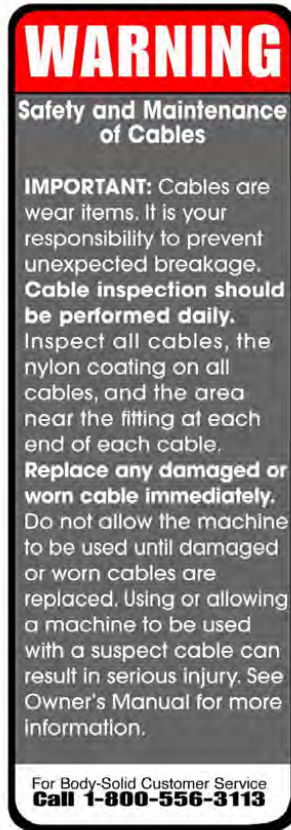 WARNING
Safety and Maintenance
of Cables
IMPORTANT: Cables are
wear items. It is your
responsibility to prevent
unexpected breakage.
Cable inspection should
be performed daily.
Inspect all cables, the
nylon coating on all
cables, and the area
near the fitting at each
end of each cable.
Replace any damaged or
worn cable immediately.
Do not allow the machine
to be used until damaged
or worn cables are
replaced. Using or allowing
a machine to be used
with a suspect cable can
result in serious injury. See
Owner's Manual for more
information.
For Body-Solid Customer Service
Call 1-800-556-3113